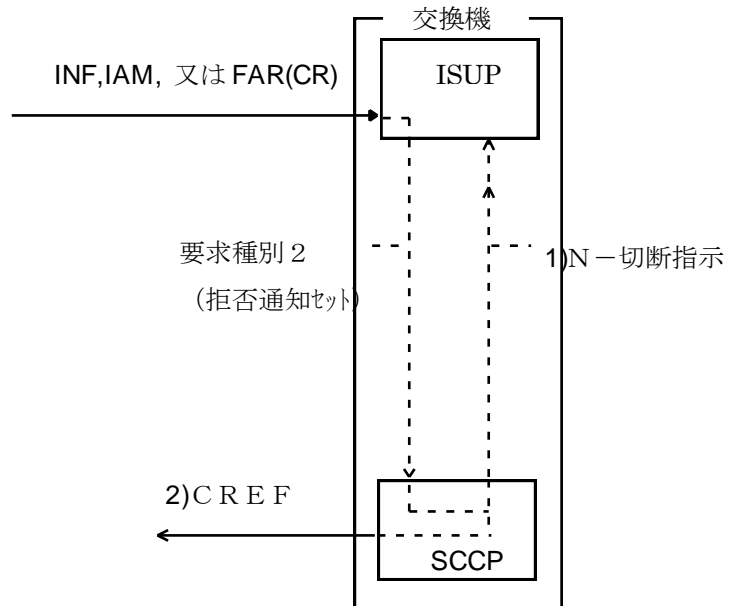 交換機
INF,IAM, 又は FAR(CR)
ISUP
要求種別２
（拒否通知ｾｯﾄ）
1)Ｎ－切断指示
2)ＣＲＥＦ
SCCP